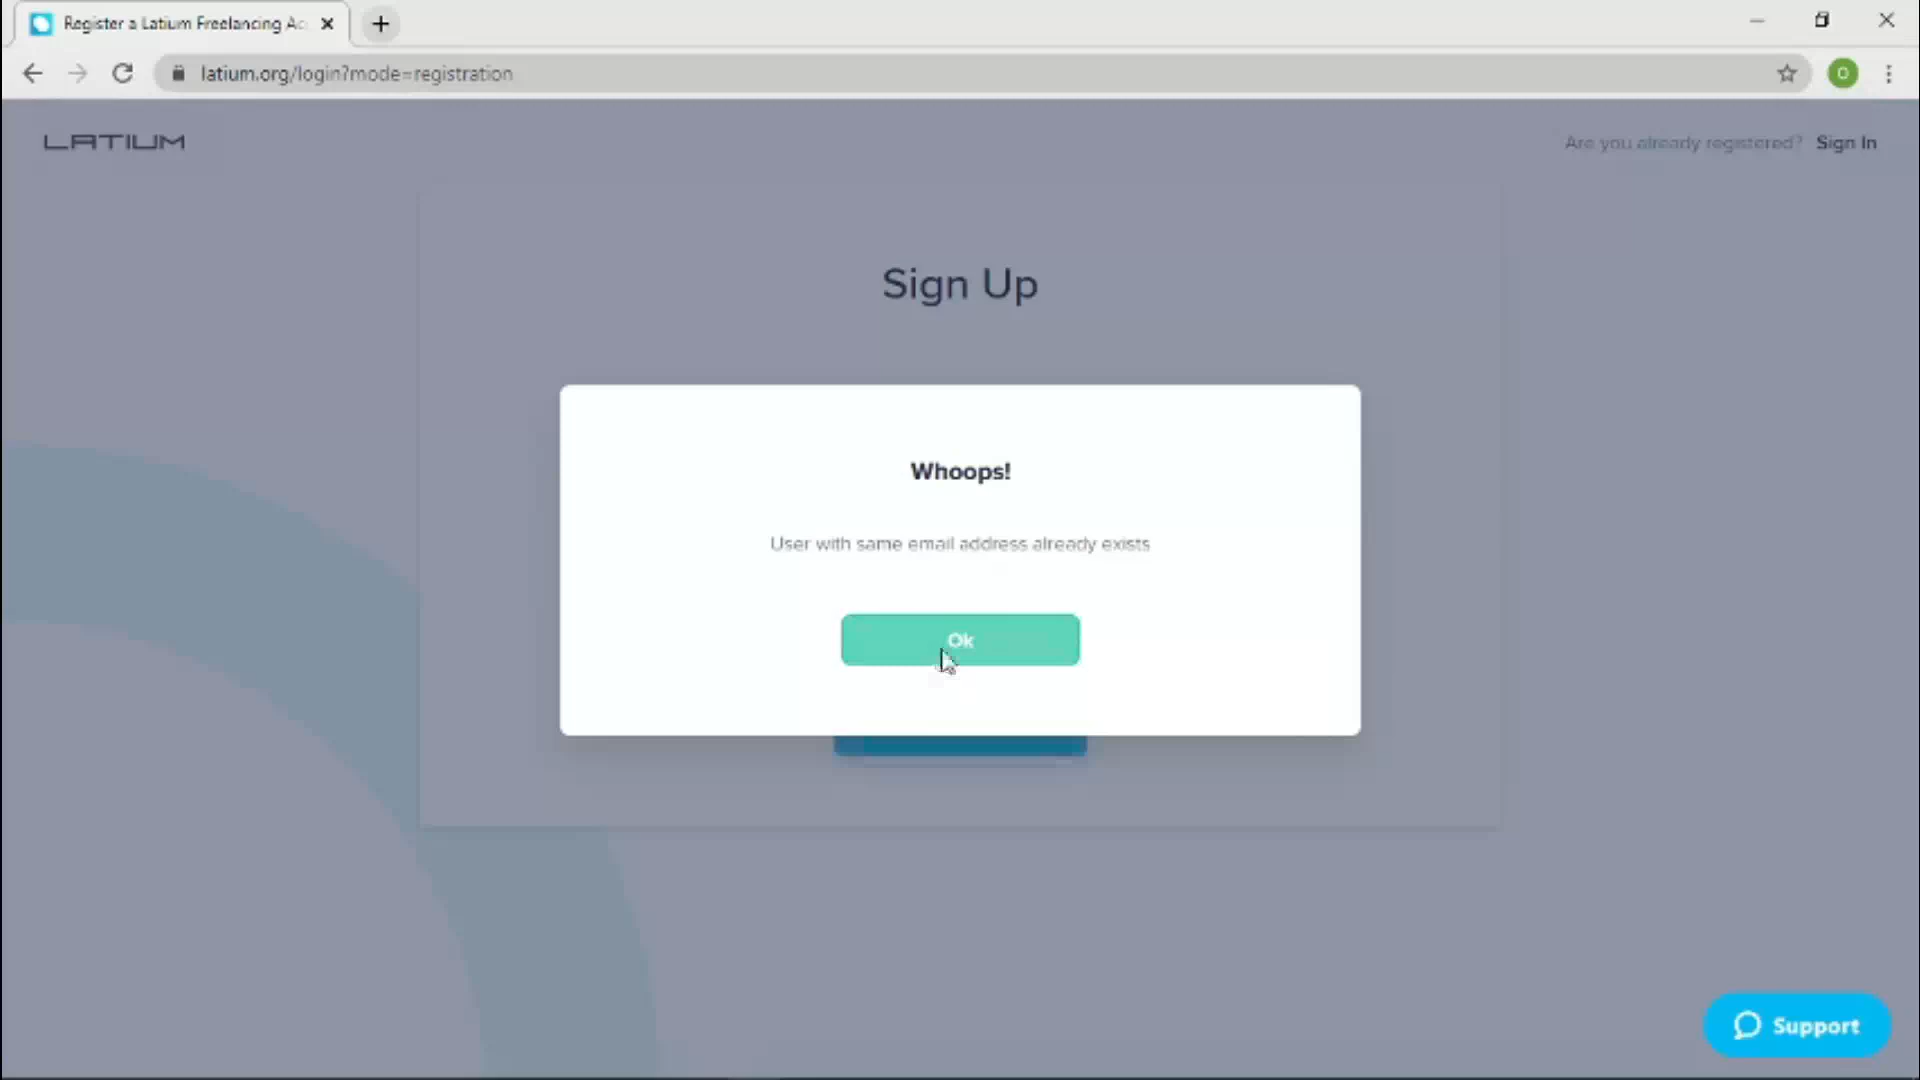 Register a Latium Freelancing Ac
latium.org/login?mode=registration
O
LATIUM
Are you already registered? Sign In
Sign Up
Whoops!
User with same email address already exists
Ok
Support